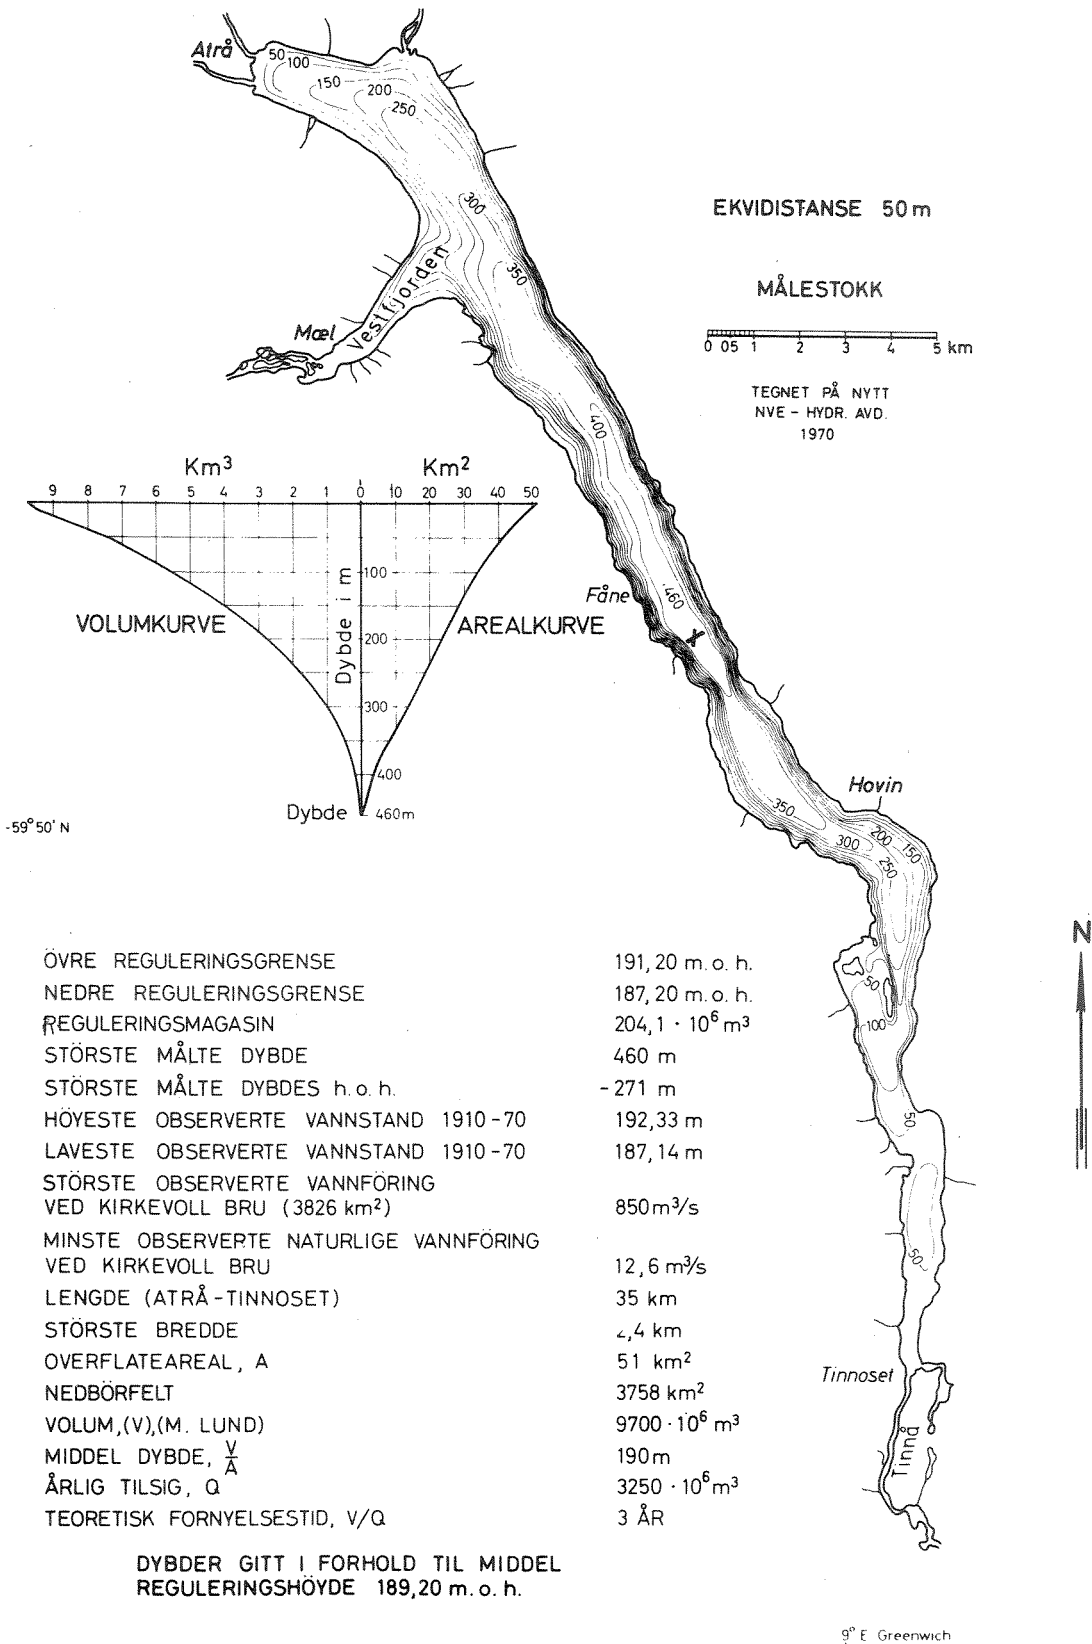 Atrå
50
100
150
200
250
300
350
EKVIDISTANSE 50 m
MÅLESTOKK
0 05 1 2 3 4 5 km
TEGNET PÅ NYTT
NVE - HYDR. AVD.
1970
Vestfjorden
Mæl
400
Km³ Km²
9 8 7 6 5 4 3 2 1 0 10 20 30 40 50
100
200
300
400
Dybde i m
VOLUMKURVE
AREALKURVE
Dybde 460m
Fåne
460
Hovin
350
300
200
150
250
-59°50' N
50
100
50
50
N
ÖVRE REGULERINGSGRENSE 191,20 m.o.h.
NEDRE REGULERINGSGRENSE 187,20 m.o.h.
REGULERINGSMAGASIN 204,1 · 10⁶ m³
STÖRSTE MÅLTE DYBDE 460 m
STÖRSTE MÅLTE DYBDES h.o.h. -271 m
HÖYESTE OBSERVERTE VANNSTAND 1910-70 192,33 m
LAVESTE OBSERVERTE VANNSTAND 1910-70 187,14 m
STÖRSTE OBSERVERTE VANNFÖRING
VED KIRKEVOLL BRU (3826 km²) 850 m³/s
MINSTE OBSERVERTE NATURLIGE VANNFÖRING
VED KIRKEVOLL BRU 12,6 m³/s
LENGDE (ATRÅ-TINNOSET) 35 km
STÖRSTE BREDDE 2,4 km
OVERFLATEAREAL, A 51 km²
NEDBÖRFELT 3758 km²
VOLUM,(V),(M. LUND) 9700 · 10⁶ m³
MIDDEL DYBDE, V/A 190m
ÅRLIG TILSIG, Q 3250 · 10⁶ m³
TEORETISK FORNYELSESTID, V/Q 3 ÅR
Tinnoset
Tinnå
DYBDER GITT I FORHOLD TIL MIDDEL
REGULERINGSHÖYDE 189,20 m.o.h.
9° E Greenwich